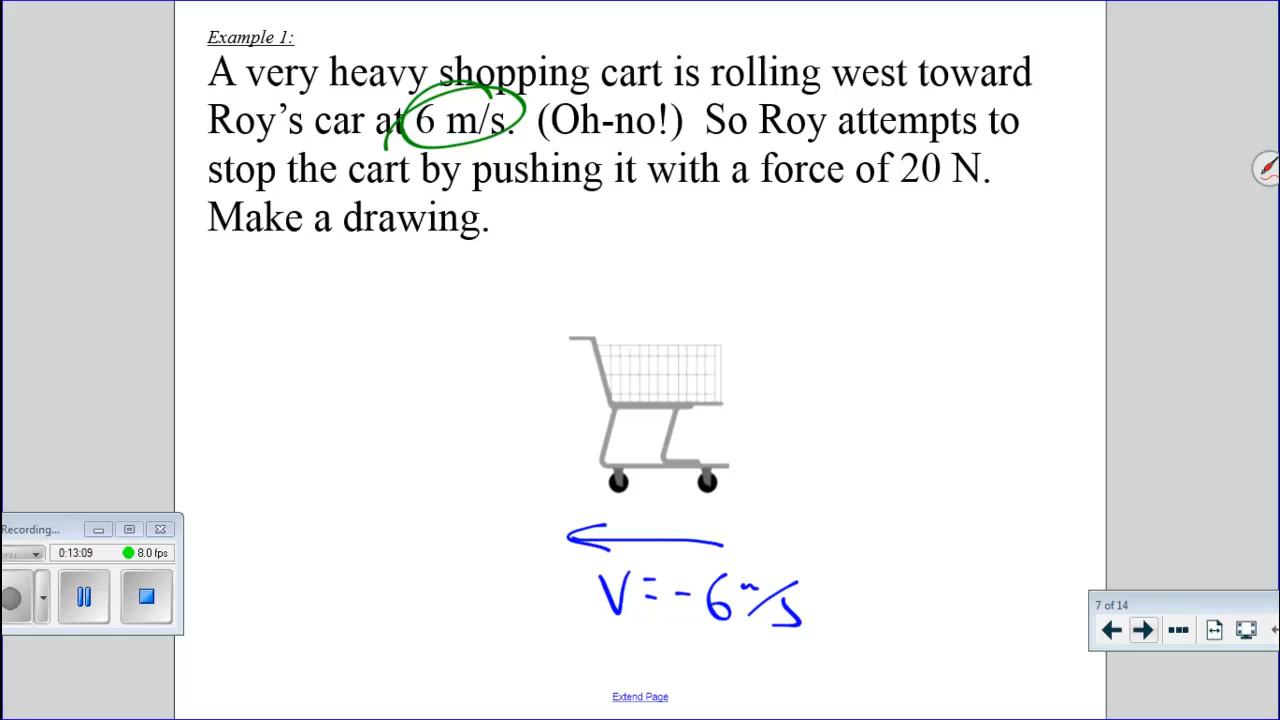 Example 1:
A very heavy shopping cart is rolling west toward
Roy's car at 6 m/s. (Oh-no!) So Roy attempts to
stop the cart by pushing it with a force of 20 N.
Make a drawing.
V = - 6 m/s
Recording...
enu
0:13:09
8.0 fps
7 of 14
Extend Page